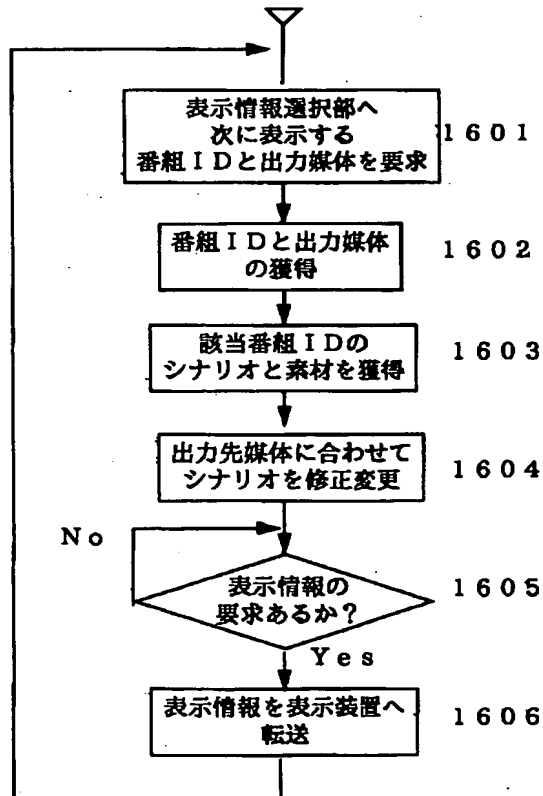 表示情報選択部へ
次に表示する
番組IDと出力媒体を要求
1601
番組IDと出力媒体
の獲得
1602
該当番組IDの
シナリオと素材を獲得
1603
出力先媒体に合わせて
シナリオを修正変更
1604
No
表示情報の
要求あるか?
1605
Yes
表示情報を表示装置へ
転送
1606